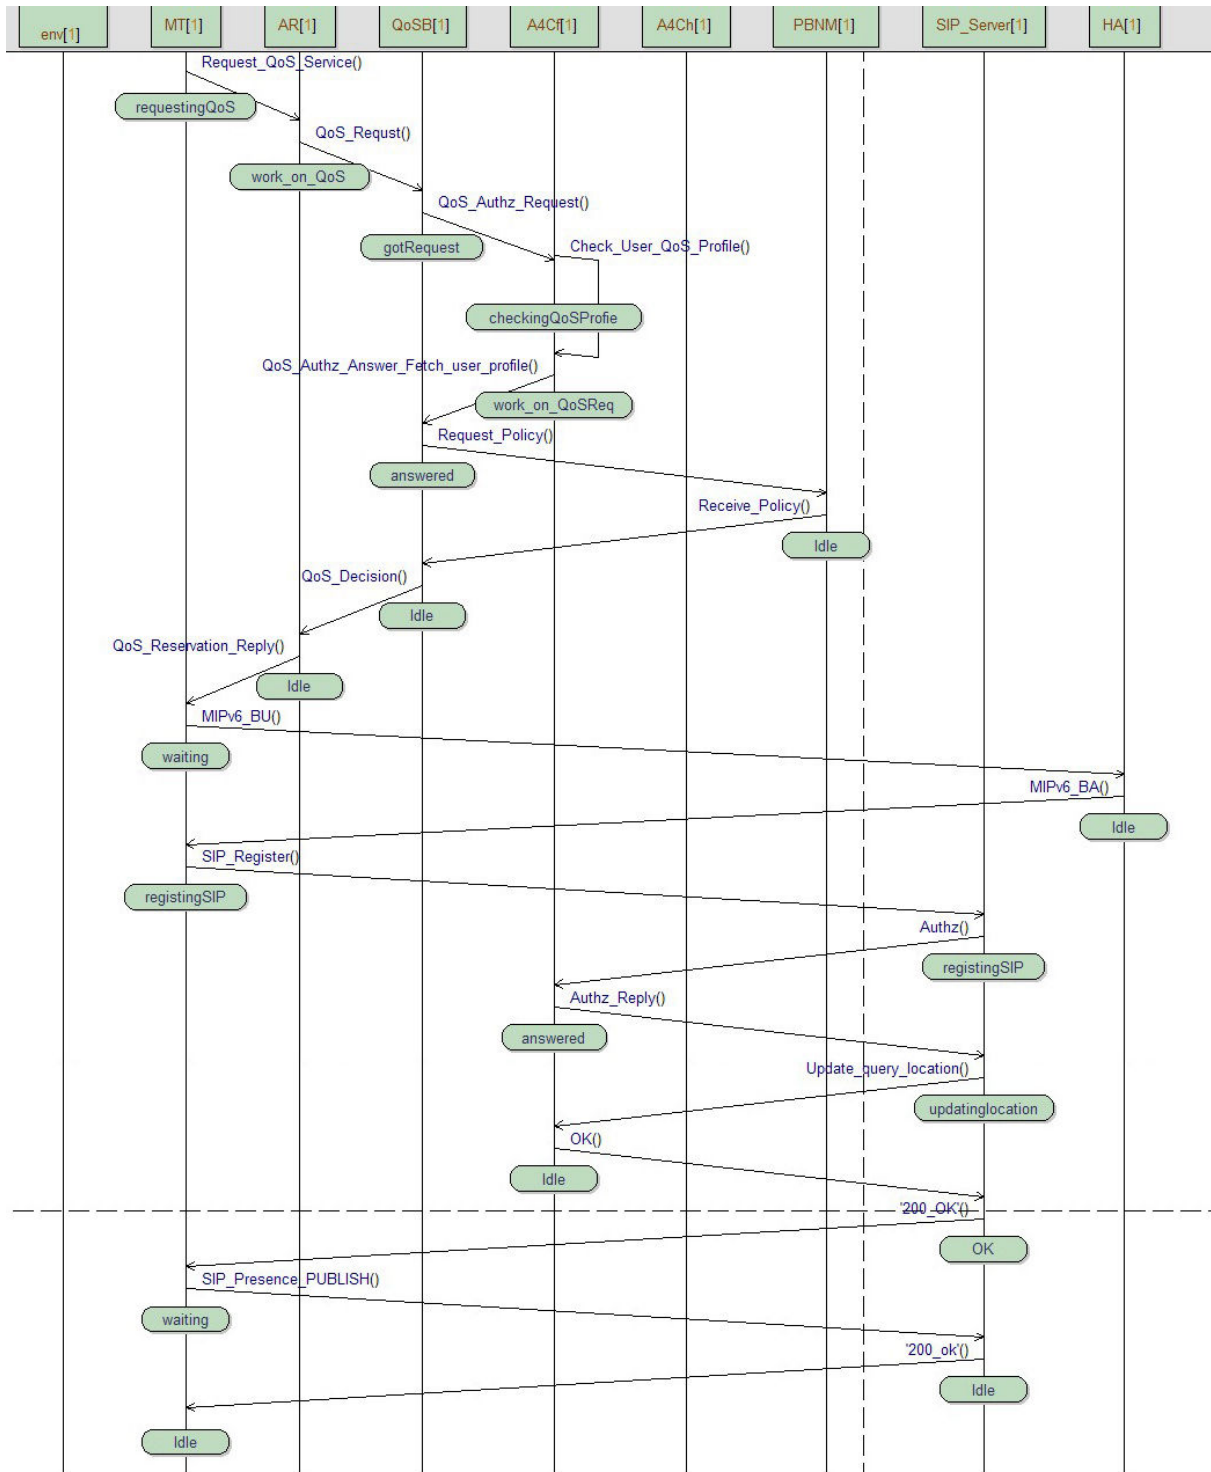 env[1]
MT[1]
AR[1]
QoSB[1]
A4Cf[1]
A4Ch[1]
PBNM[1]
SIP_Server[1]
HA[1]
Request_QoS_Service()
requestingQoS
QoS_Requst()
work_on_QoS
QoS_Authz_Request()
gotRequest
Check_User_QoS_Profile()
checkingQoSProfie
QoS_Authz_Answer_Fetch_user_profile()
work_on_QoSReq
Request_Policy()
answered
Receive_Policy()
Idle
QoS_Decision()
Idle
QoS_Reservation_Reply()
Idle
MIPv6_BU()
waiting
MIPv6_BA()
Idle
SIP_Register()
registingSIP
Authz()
registingSIP
Authz_Reply()
answered
Update_query_location()
updatinglocation
OK()
Idle
'200_OK'()
OK
SIP_Presence_PUBLISH()
waiting
'200_ok'()
Idle
Idle